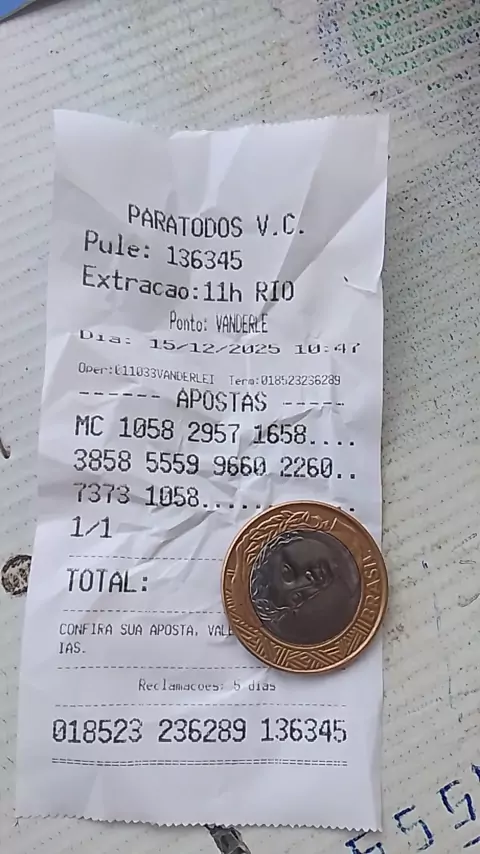 PARATODOS V.C.
Pule: 136345
Extracao:11h RIO
Ponto: VANDERLE
Dia: 15/12/2025 10:47
Oper:011033VANDERLEI Term:018523236289
------ APOSTAS -----
MC 1058 2957 1658....
3858 5559 9660 2260..
7373 1058....
1/1
TOTAL:
CONFIRA SUA APOSTA,
IAS.
Reclamacoes: 5 dias
018523 236289 136345
BRASIL
555